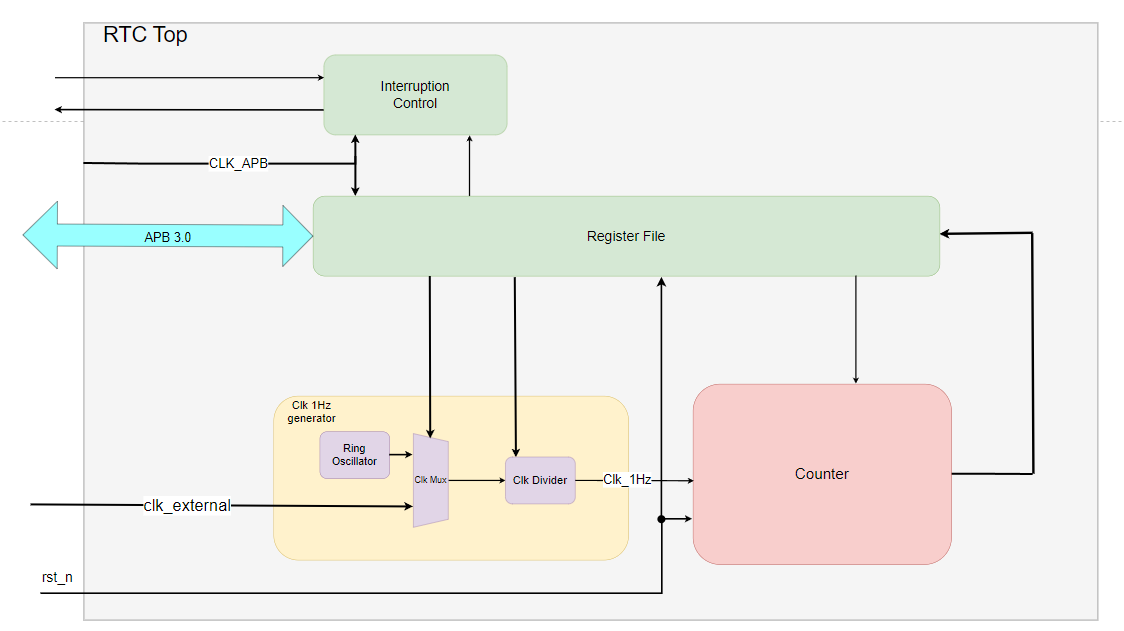 RTC Top
Interruption
Control
CLK_APB
APB 3.0
Register File
Clk 1Hz
generator
Ring
Oscillator
Clk Mux
Clk Divider
Clk_1Hz
Counter
clk_external
rst_n